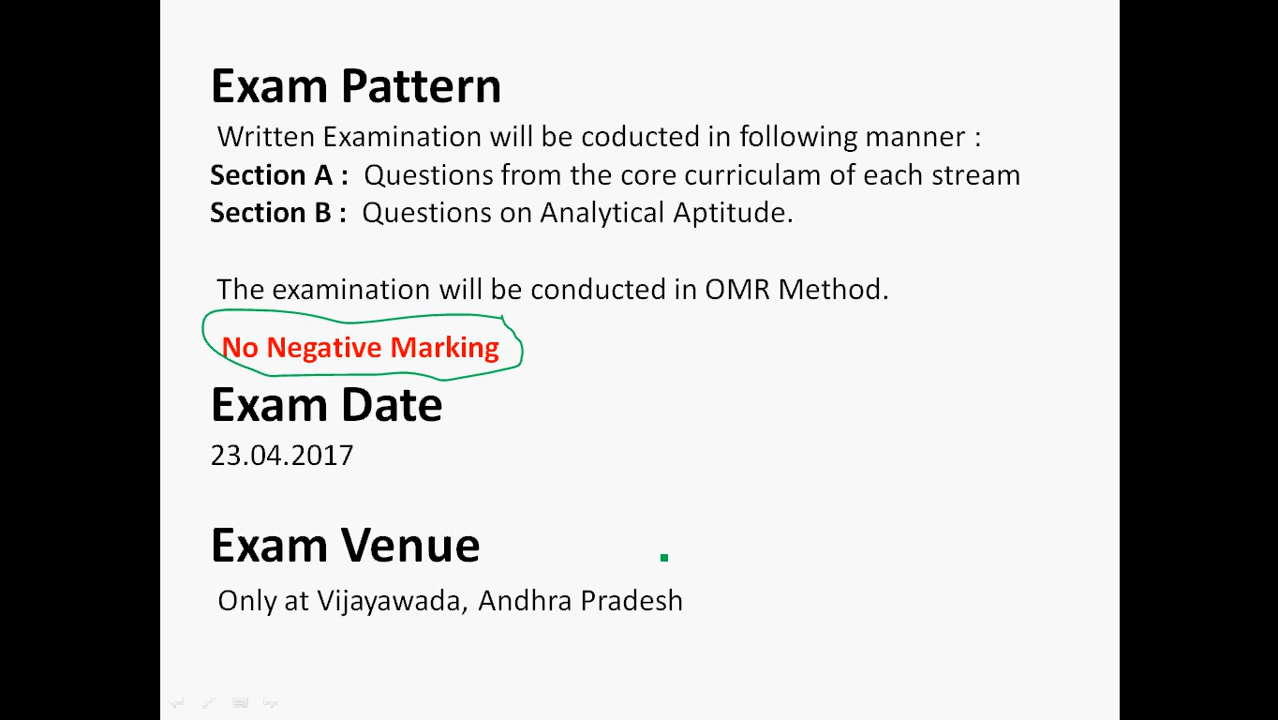 Exam Pattern
Written Examination will be coducted in following manner :
Section A : Questions from the core curriculam of each stream
Section B : Questions on Analytical Aptitude.
The examination will be conducted in OMR Method.
No Negative Marking
Exam Date
23.04.2017
Exam Venue
Only at Vijayawada, Andhra Pradesh